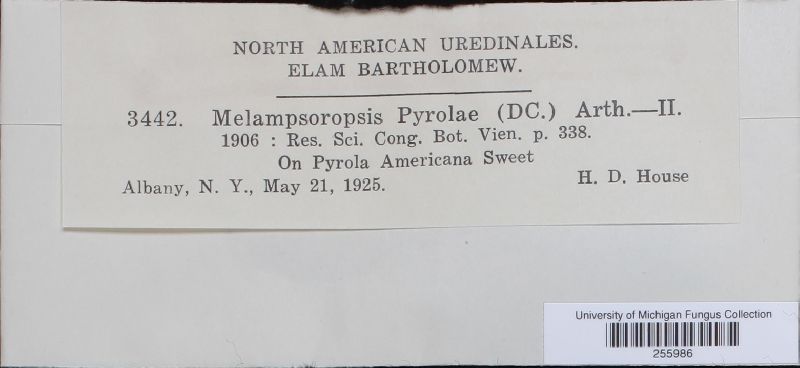 NORTH AMERICAN UREDINALES.
ELAM BARTHOLOMEW.
3442. Melampsoropsis Pyrolae (DC.) Arth.—II.
1906 : Res. Sci. Cong. Bot. Vien. p. 338.
On Pyrola Americana Sweet
Albany, N. Y., May 21, 1925. H. D. House
University of Michigan Fungus Collection
255986